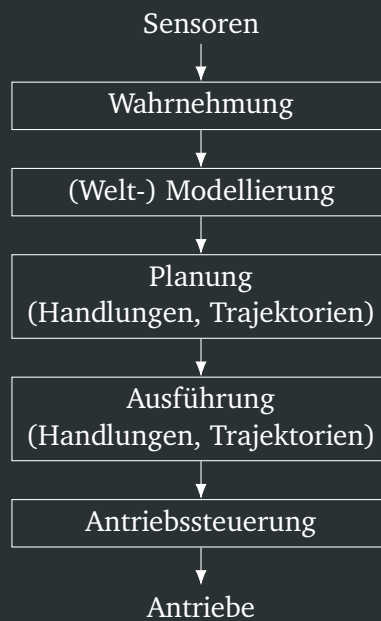 Sensoren
Wahrnehmung
(Welt-) Modellierung
Planung
(Handlungen, Trajektorien)
Ausführung
(Handlungen, Trajektorien)
Antriebssteuerung
Antriebe